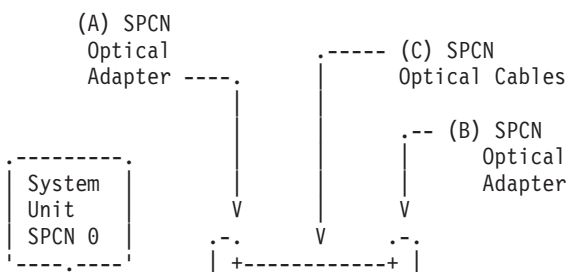 (A) SPCN
Optical
Adapter ----.
.----- (C) SPCN
Optical Cables
.-- (B) SPCN
Optical
Adapter
System
Unit
SPCN 0
V
V
V